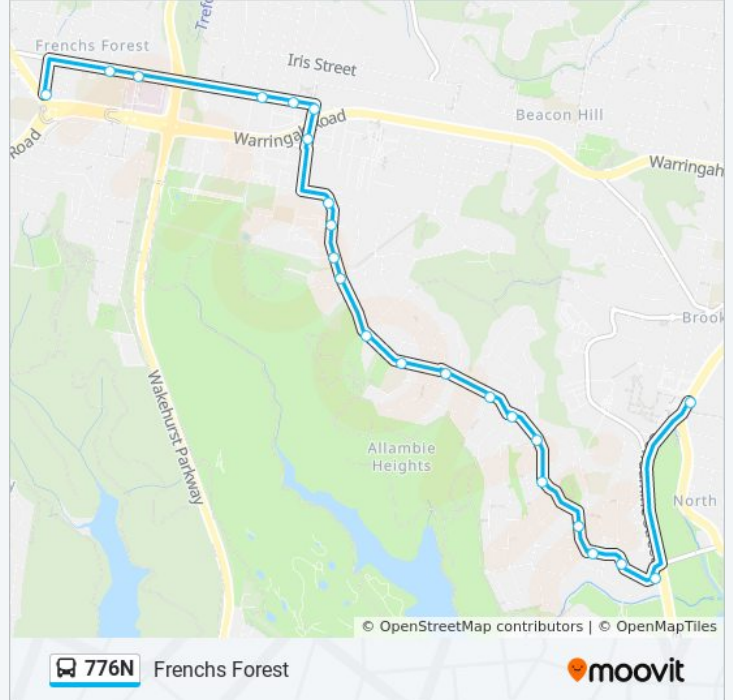 Trefo
Frenchs Forest
Iris Street
Beacon Hill
Warringah Road
Road
Warringah
Brook
Wakehurst Parkway
Allambie
Heights
North
© OpenStreetMap contributors | © OpenMapTiles
776N Frenchs Forest
moovit